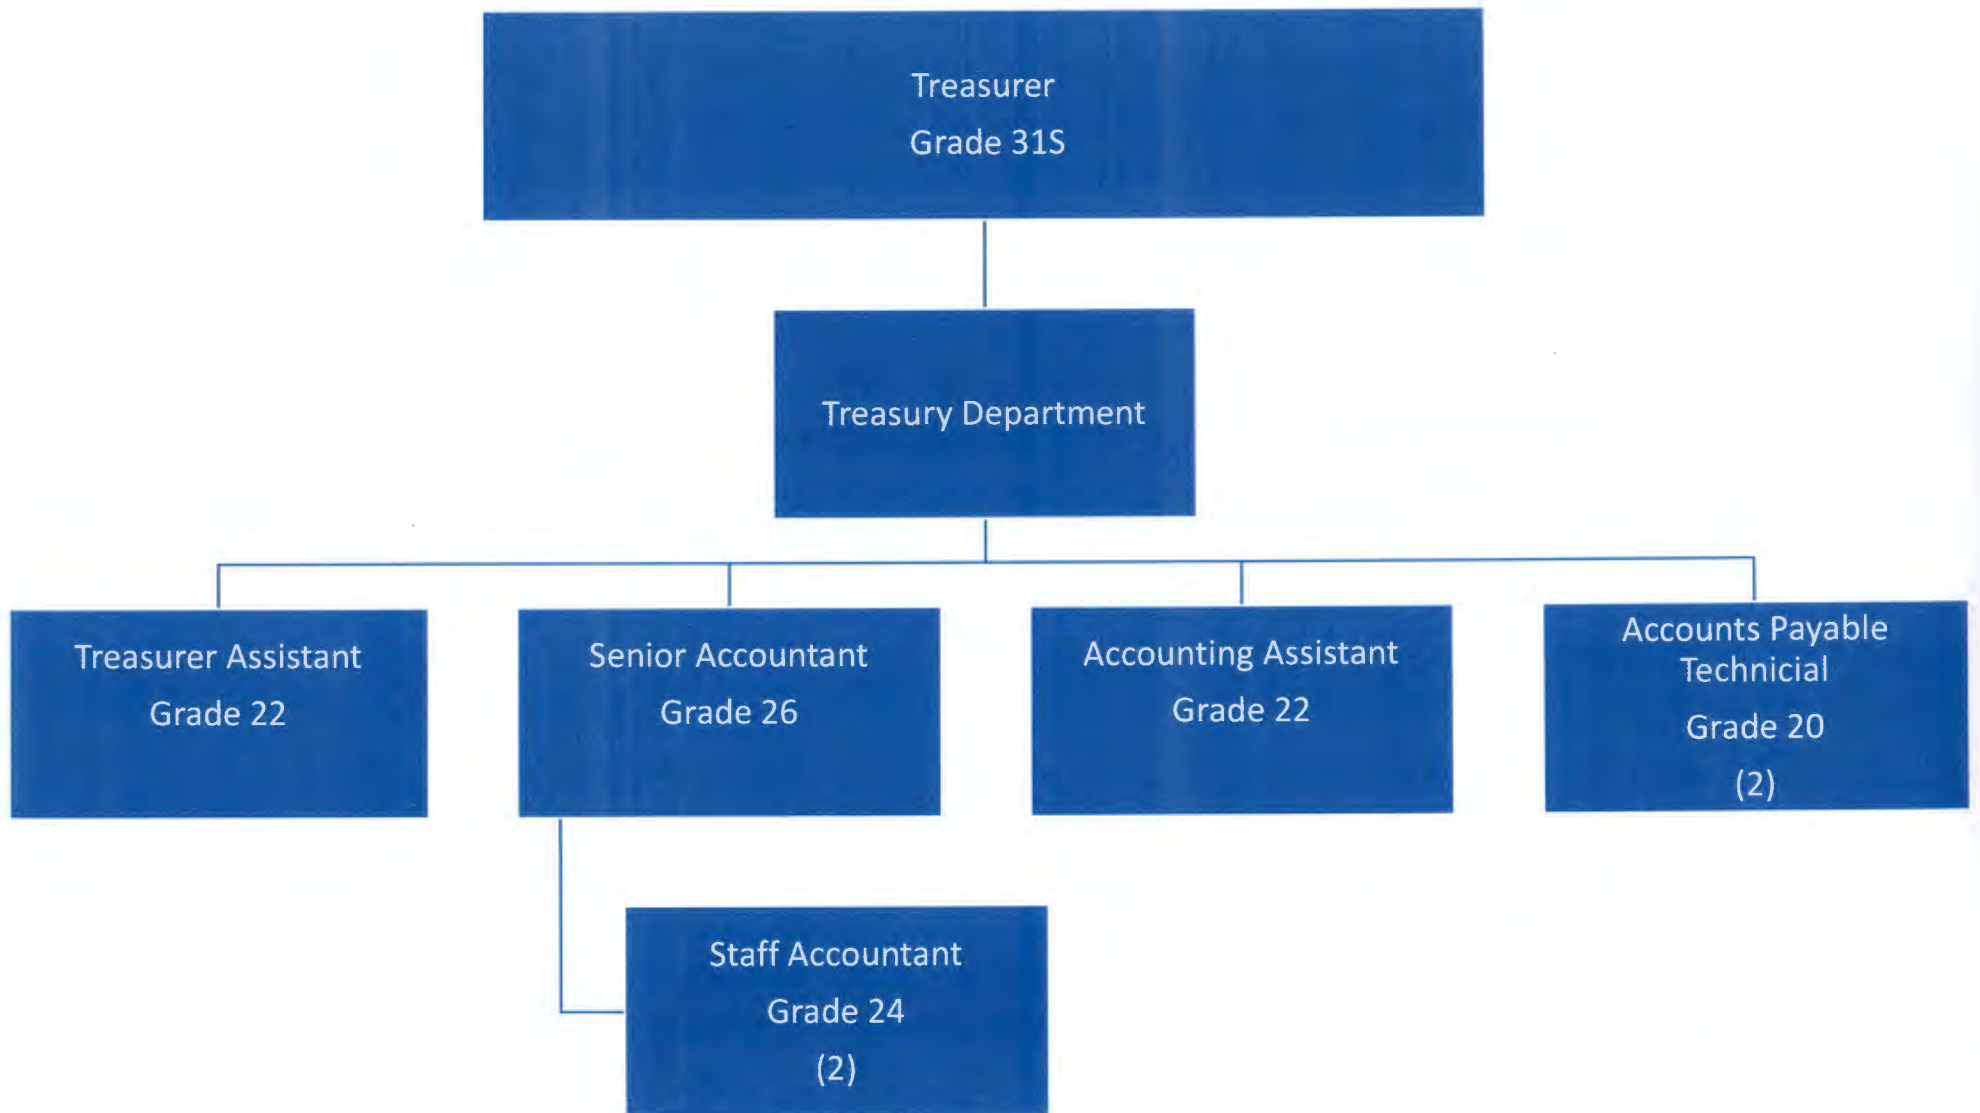 Treasurer
Grade 31S
Treasury Department
Treasurer Assistant
Grade 22
Senior Accountant
Grade 26
Accounting Assistant
Grade 22
Accounts Payable
Technicial
Grade 20
(2)
Staff Accountant
Grade 24
(2)